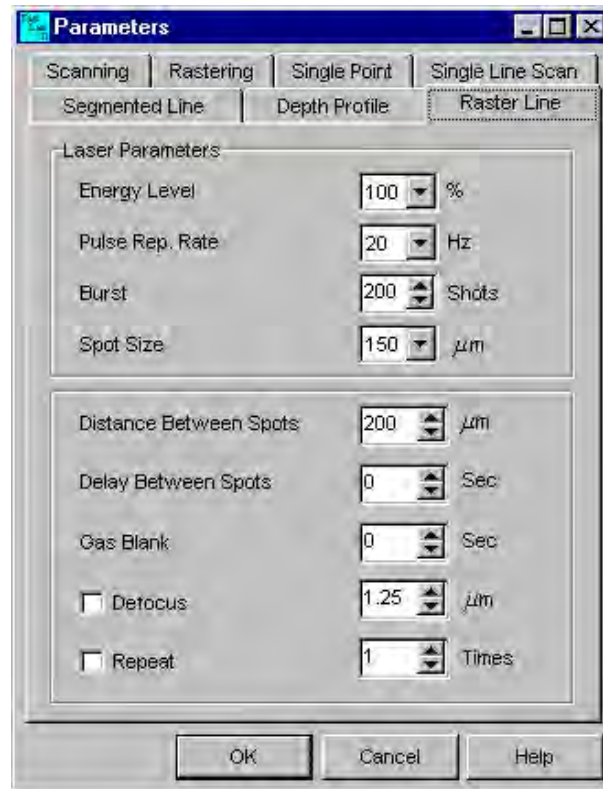 Parameters
Scanning Rastering Single Point Single Line Scan
Segmented Line Depth Profile Raster Line
Laser Parameters
Energy Level 100 %
Pulse Rep. Rate 20 Hz
Burst 200 Shots
Spot Size 150 μm
Distance Between Spots 200 μm
Delay Between Spots 0 Sec
Gas Blank 0 Sec
Defocus 1.25 μm
Repeat 1 Times
OK Cancel Help